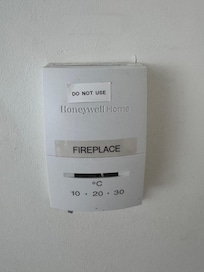 DO NOT USE
Honeywell Home
FIREPLACE
°C
10 - 20 - 30